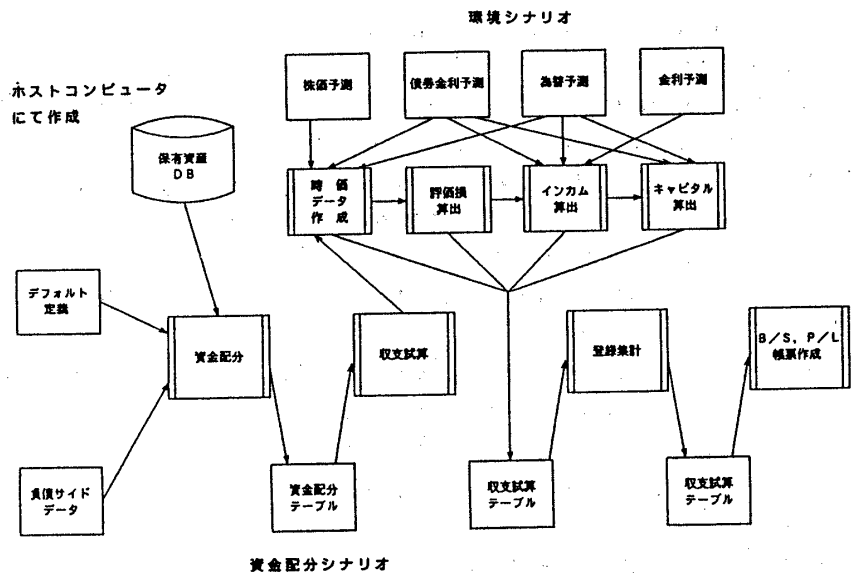 環境シナリオ
株価予測
債券金利予測
為替予測
金利予測
ホストコンピュータ
にて作成
保有資産
DB
時価
データ
作成
評価損
算出
インカム
算出
キャピタル
算出
デフォルト
定義
資金配分
収支試算
登録集計
B/S, P/L
帳票作成
負債サイド
データ
資金配分
テーブル
収支試算
テーブル
収支試算
テーブル
資金配分シナリオ